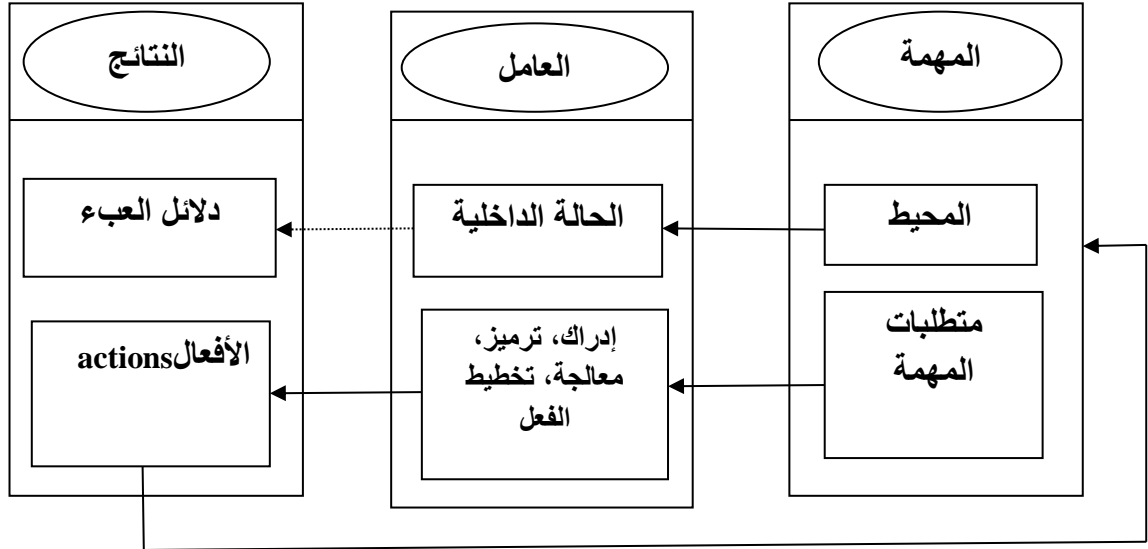 المهمة
العامل
النتائج
المحيط
الحالة الداخلية
دلائل العبء
متطلبات
المهمة
إدراك، ترميز،
معالجة، تخطيط
الفعل
الأفعالactions